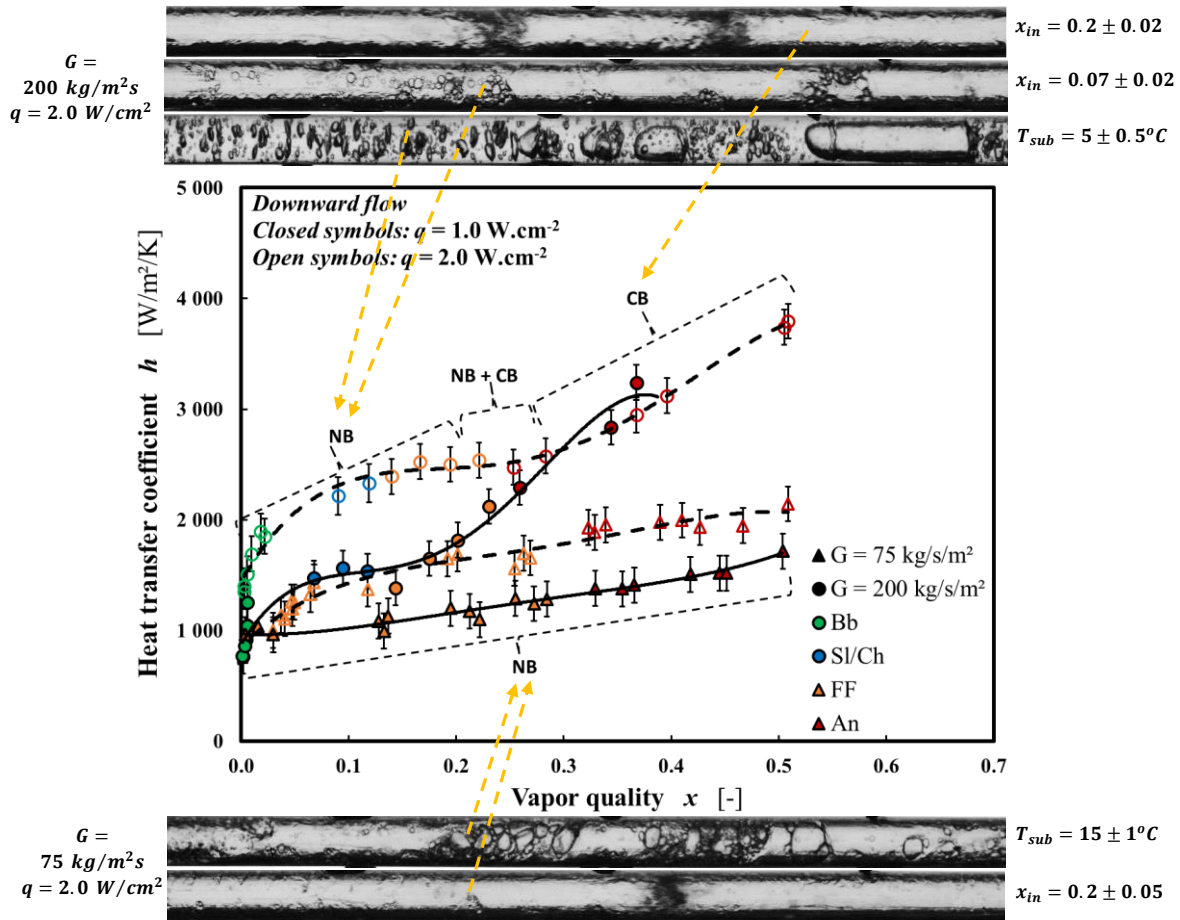 x_in = 0.2 ± 0.02
G =
200 kg/m²s
q = 2.0 W/cm²
x_in = 0.07 ± 0.02
T_sub = 5 ± 0.5°C
Downward flow
Closed symbols: q = 1.0 W.cm⁻²
Open symbols: q = 2.0 W.cm⁻²
Heat transfer coefficient h [W/m²/K]
5 000
4 000
3 000
2 000
1 000
0
CB
NB + CB
NB
NB
G = 75 kg/s/m²
G = 200 kg/s/m²
Bb
Sl/Ch
FF
An
0.0 0.1 0.2 0.3 0.4 0.5 0.6 0.7
Vapor quality x [-]
G =
75 kg/m²s
q = 2.0 W/cm²
T_sub = 15 ± 1°C
x_in = 0.2 ± 0.05